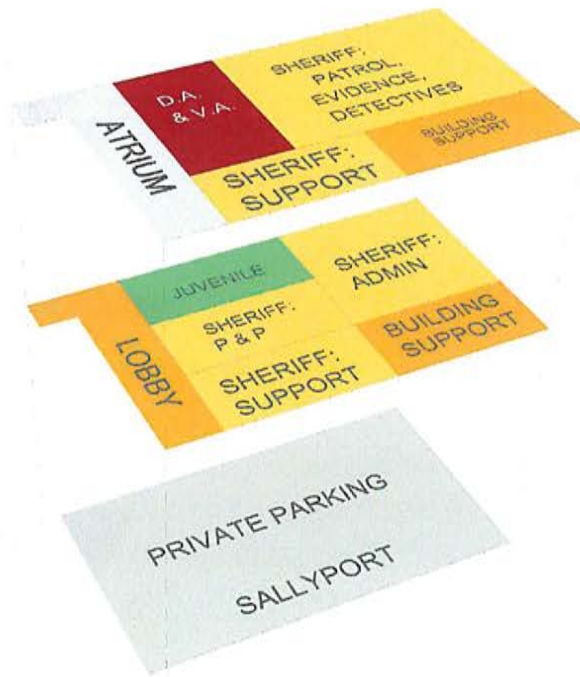 D.A.
& V.A.
SHERIFF:
PATROL,
EVIDENCE,
DETECTIVES
ATRIUM
SHERIFF:
SUPPORT
BUILDING
SUPPORT
JUVENILE
SHERIFF:
ADMIN
SHERIFF:
P & P
LOBBY
SHERIFF:
SUPPORT
BUILDING
SUPPORT
PRIVATE PARKING
SALLYPORT